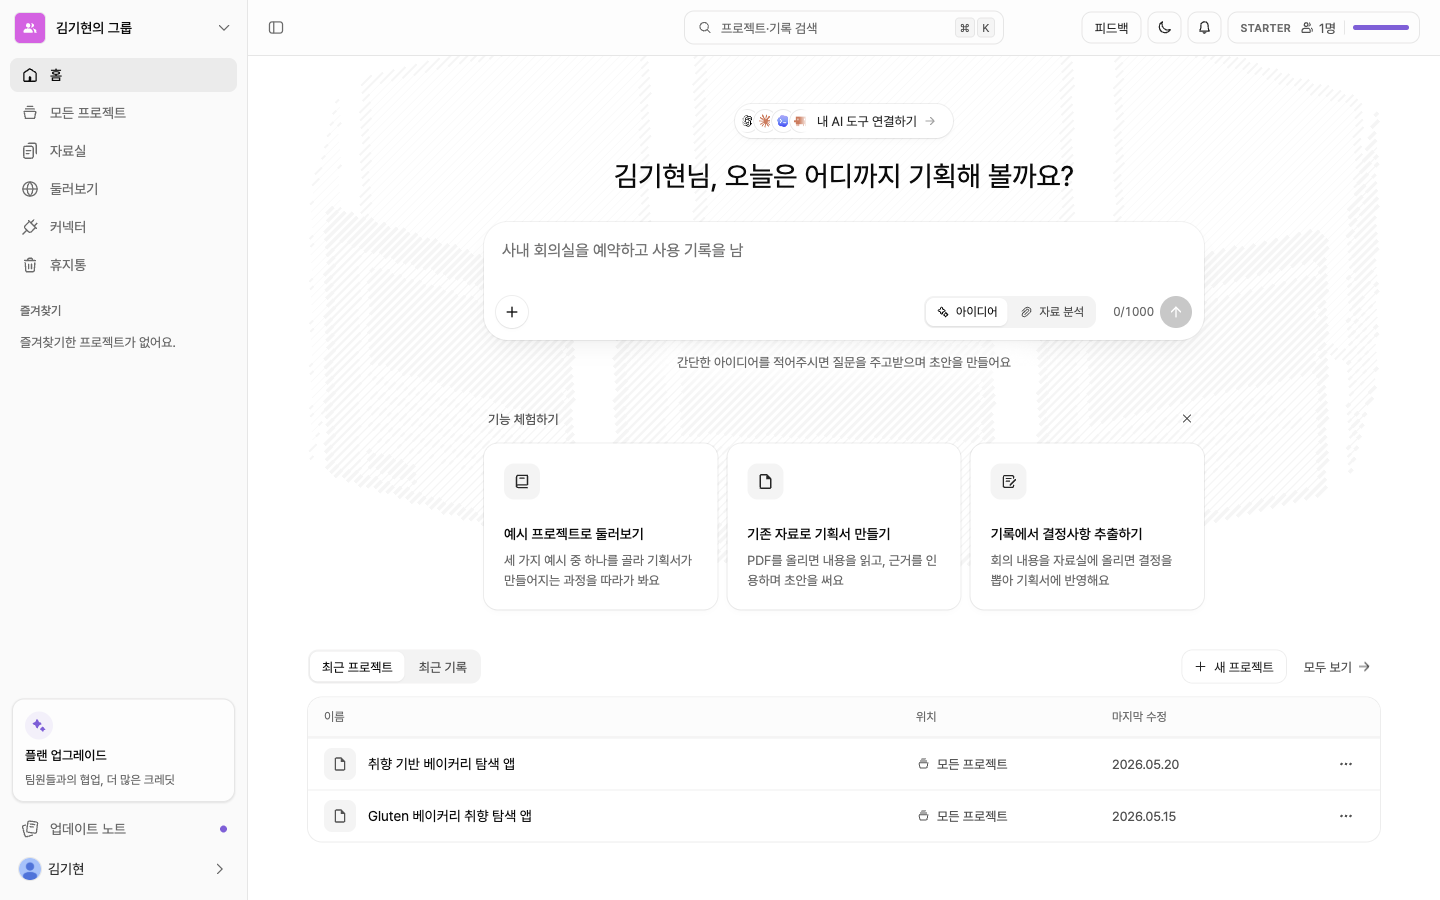 김기현의 그룹
프로젝트·기록 검색
⌘ K
피드백
STARTER 1명
홈
모든 프로젝트
자료실
둘러보기
커넥터
휴지통
즐겨찾기
즐겨찾기한 프로젝트가 없어요.
내 AI 도구 연결하기
김기현님, 오늘은 어디까지 기획해 볼까요?
사내 회의실을 예약하고 사용 기록을 남
아이디어
자료 분석
0/1000
간단한 아이디어를 적어주시면 질문을 주고받으며 초안을 만들어요
기능 체험하기
예시 프로젝트로 둘러보기
세 가지 예시 중 하나를 골라 기획서가
만들어지는 과정을 따라가 봐요
기존 자료로 기획서 만들기
PDF를 올리면 내용을 읽고, 근거를 인
용하며 초안을 써요
기록에서 결정사항 추출하기
회의 내용을 자료실에 올리면 결정을
뽑아 기획서에 반영해요
최근 프로젝트
최근 기록
새 프로젝트
모두 보기
이름 위치 마지막 수정
취향 기반 베이커리 탐색 앱 모든 프로젝트 2026.05.20
Gluten 베이커리 취향 탐색 앱 모든 프로젝트 2026.05.15
플랜 업그레이드
팀원들과의 협업, 더 많은 크레딧
업데이트 노트
김기현